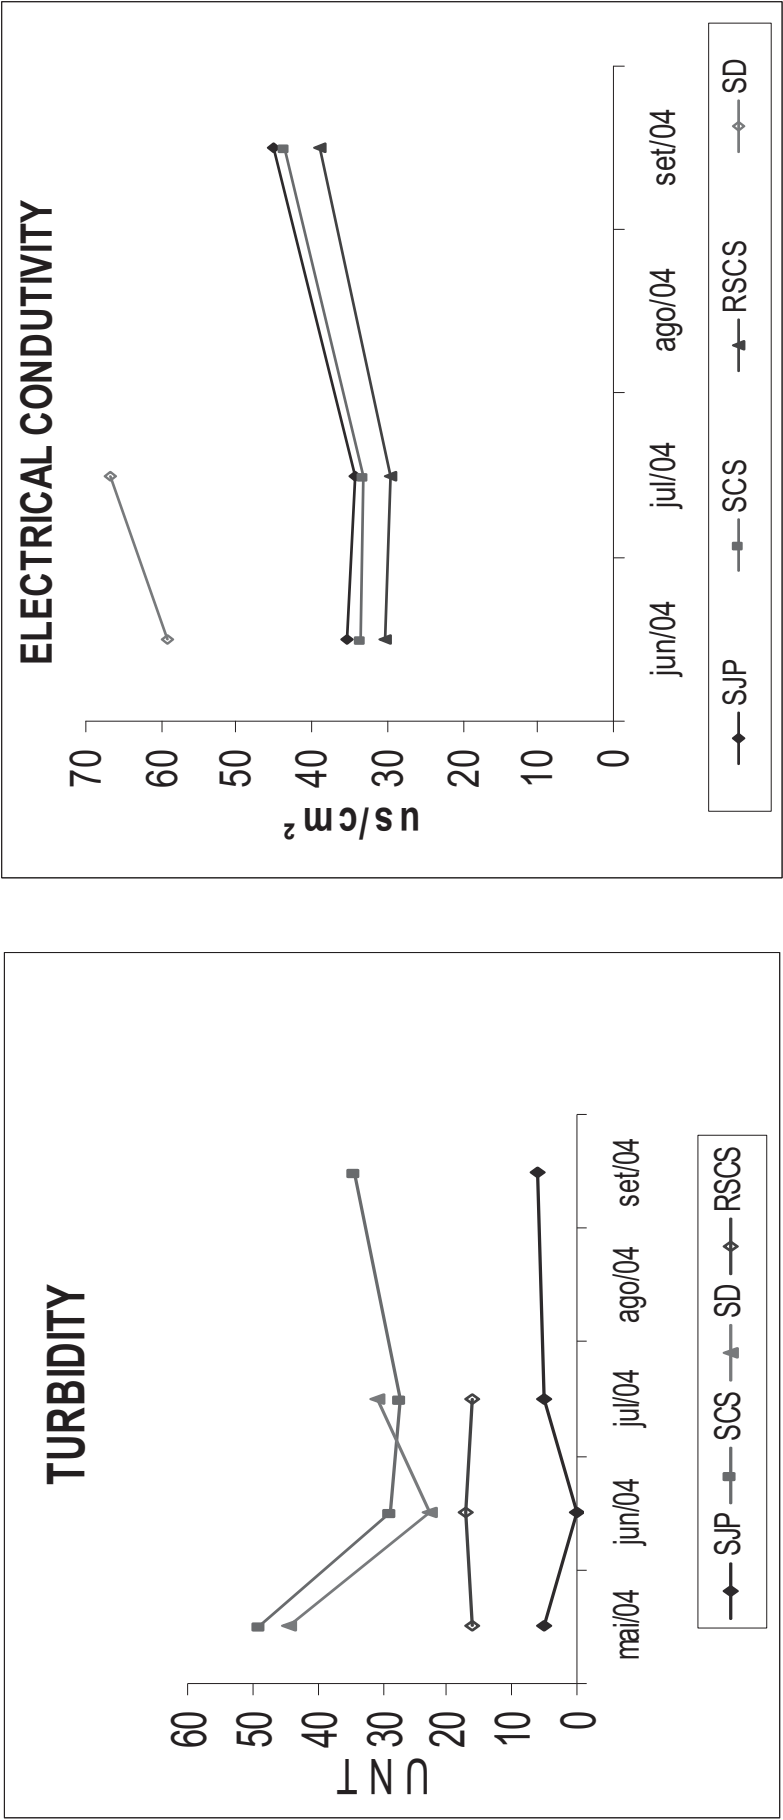 TURBIDITY
60
50
40
30
20
10
0
UNT
mai/04 jun/04 jul/04 ago/04 set/04
SJP SCS SD RSCS
ELECTRICAL CONDUTIVITY
70
60
50
40
30
20
10
0
us/cm²
jun/04 jul/04 ago/04 set/04
SJP SCS RSCS SD